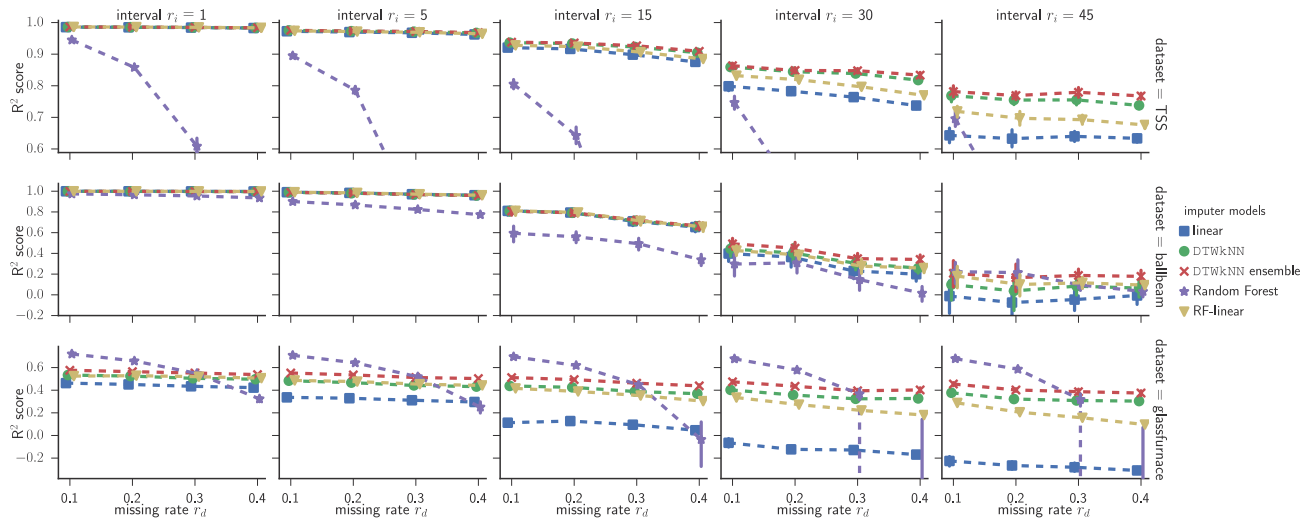 interval r_i = 1 interval r_i = 5 interval r_i = 15 interval r_i = 30 interval r_i = 45
1.0
0.9
0.8
0.7
0.6
R² score
dataset = TSS
1.0
0.8
0.6
0.4
0.2
0.0
−0.2
R² score
dataset = ballbeam
imputer models
linear
DTWkNN
DTWkNN ensemble
Random Forest
RF-linear
0.6
0.4
0.2
0.0
−0.2
R² score
dataset = glassfurnace
0.1 0.2 0.3 0.4 0.1 0.2 0.3 0.4 0.1 0.2 0.3 0.4 0.1 0.2 0.3 0.4 0.1 0.2 0.3 0.4
missing rate r_d missing rate r_d missing rate r_d missing rate r_d missing rate r_d